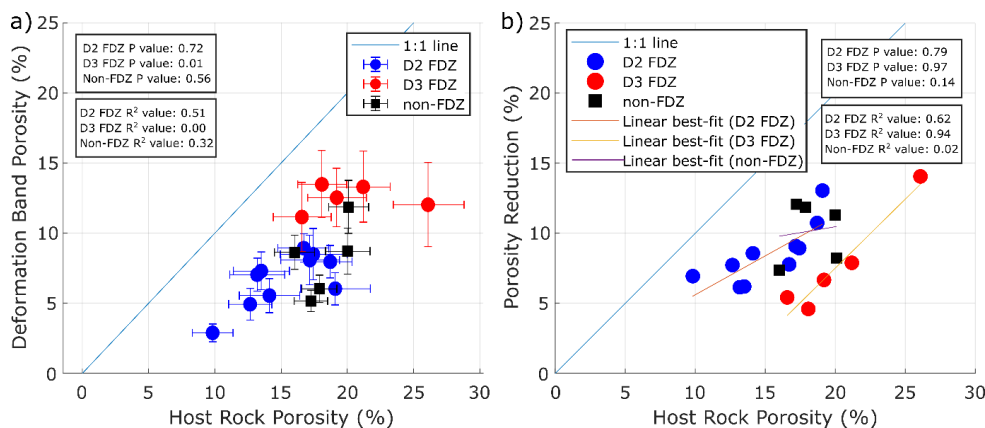 a)
25
20
15
10
5
0
Deformation Band Porosity (%)
D2 FDZ P value: 0.72
D3 FDZ P value: 0.01
Non-FDZ P value: 0.56
D2 FDZ R² value: 0.51
D3 FDZ R² value: 0.00
Non-FDZ R² value: 0.32
1:1 line
D2 FDZ
D3 FDZ
non-FDZ
0 5 10 15 20 25 30
Host Rock Porosity (%)
b)
25
20
15
10
5
0
Porosity Reduction (%)
1:1 line
D2 FDZ
D3 FDZ
non-FDZ
Linear best-fit (D2 FDZ)
Linear best-fit (D3 FDZ)
Linear best-fit (non-FDZ)
D2 FDZ P value: 0.79
D3 FDZ P value: 0.97
Non-FDZ P value: 0.14
D2 FDZ R² value: 0.62
D3 FDZ R² value: 0.94
Non-FDZ R² value: 0.02
0 5 10 15 20 25 30
Host Rock Porosity (%)